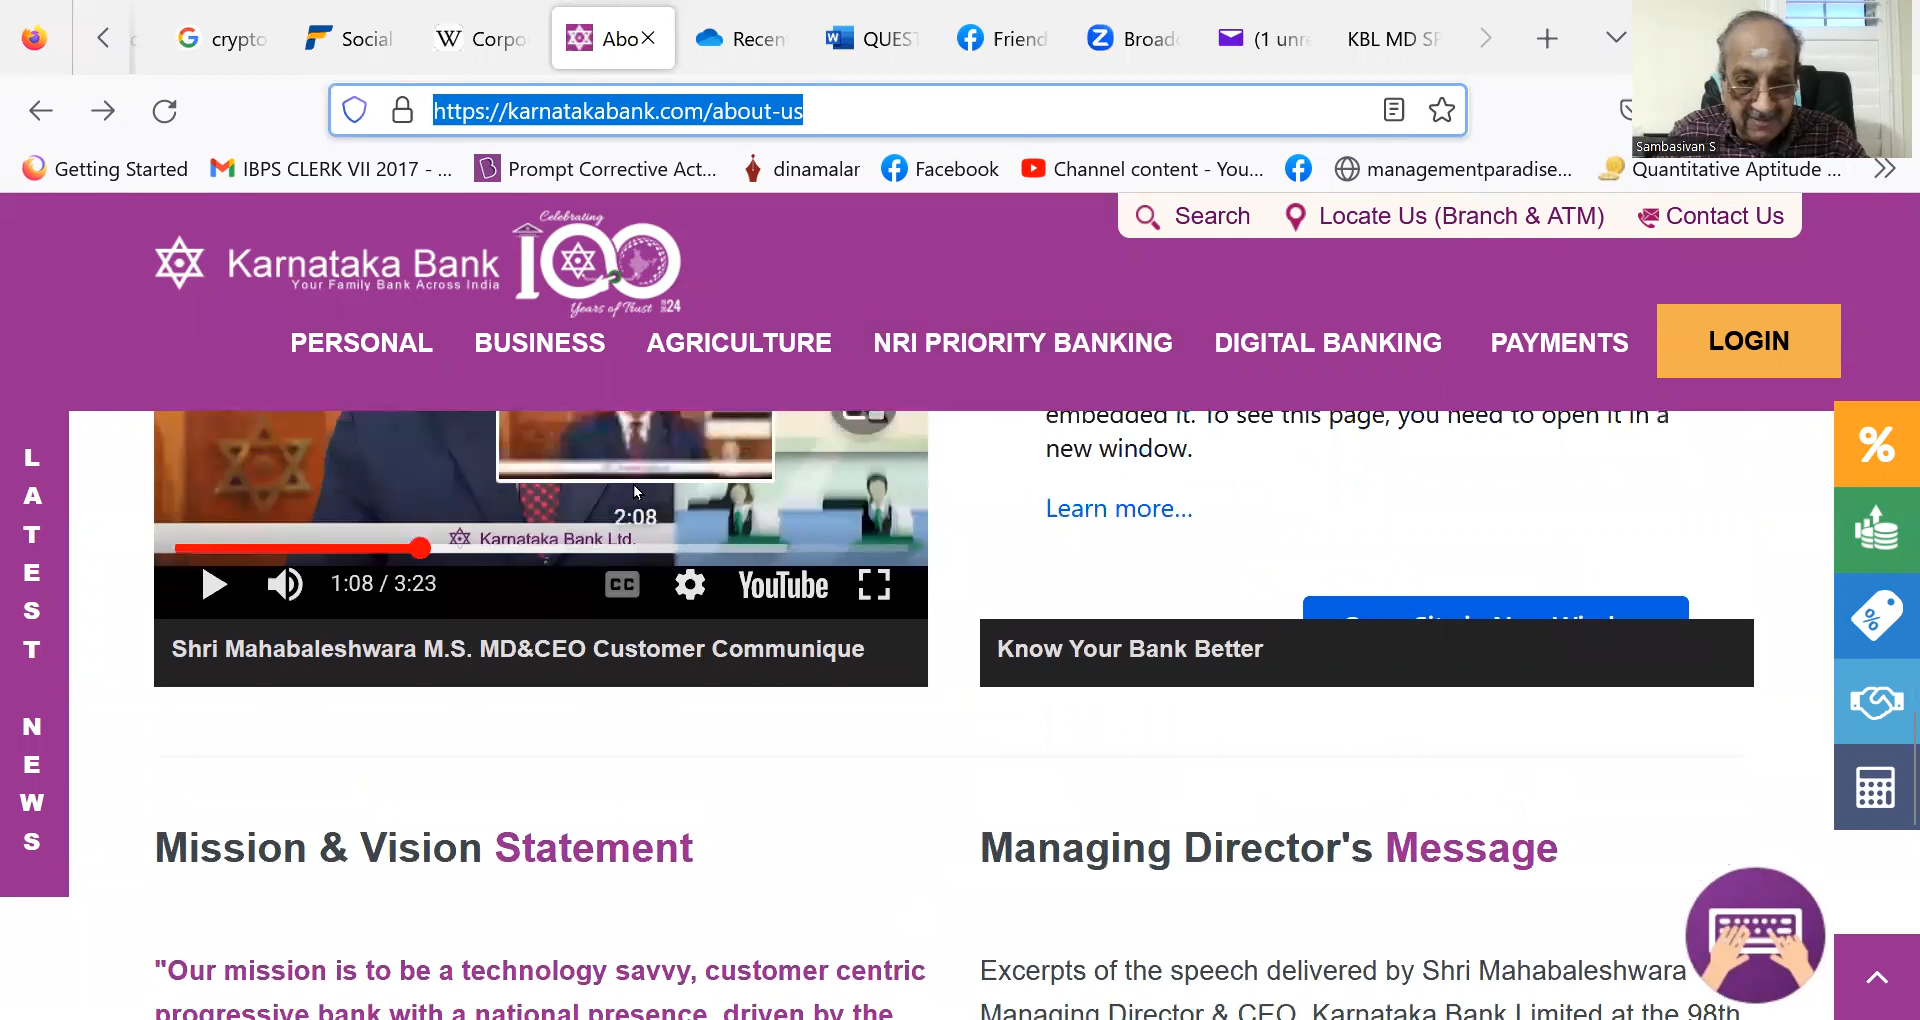 crypto
Social
Corpo
Abo
Recen
QUEST
Friend
Broad
(1 unre
KBL MD SP
https://karnatakabank.com/about-us
Sambasivan S
Getting Started
IBPS CLERK VII 2017 - ...
Prompt Corrective Act...
dinamalar
Facebook
Channel content - You...
managementparadise...
Quantitative Aptitude ...
Search
Locate Us (Branch & ATM)
Contact Us
Karnataka Bank
Your Family Bank Across India
Celebrating
100
Years of Trust 24
PERSONAL BUSINESS AGRICULTURE NRI PRIORITY BANKING DIGITAL BANKING PAYMENTS LOGIN
LATEST NEWS
embedded it. To see this page, you need to open it in a
new window.
Learn more...
2:08
Karnataka Bank Ltd.
1:08 / 3:23
CC
YouTube
Shri Mahabaleshwara M.S. MD&CEO Customer Communique
Know Your Bank Better
Mission & Vision Statement
Managing Director's Message
"Our mission is to be a technology savvy, customer centric
progressive bank with a national presence, driven by the
Excerpts of the speech delivered by Shri Mahabaleshwara
Managing Director & CEO, Karnataka Bank Limited at the 98th